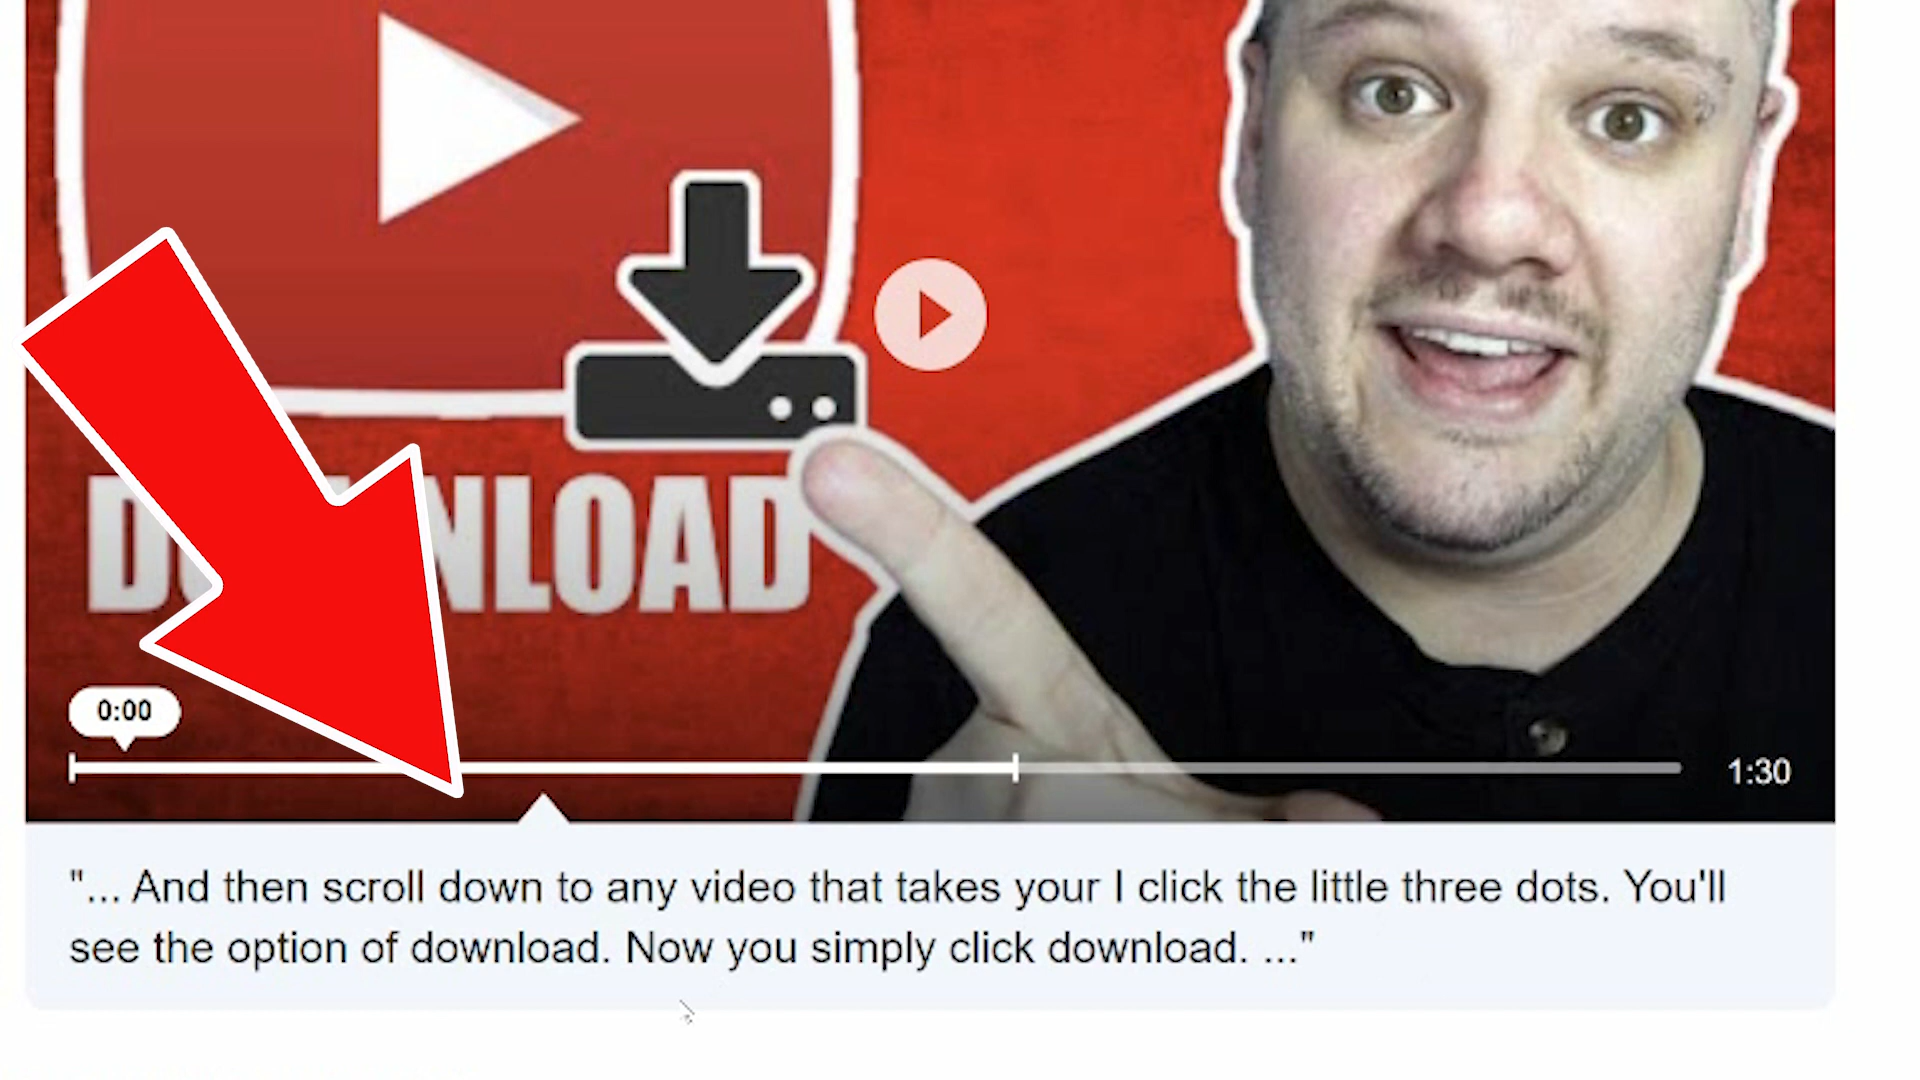 DOWNLOAD
0:00
1:30
"... And then scroll down to any video that takes your I click the little three dots. You'll
see the option of download. Now you simply click download. ..."